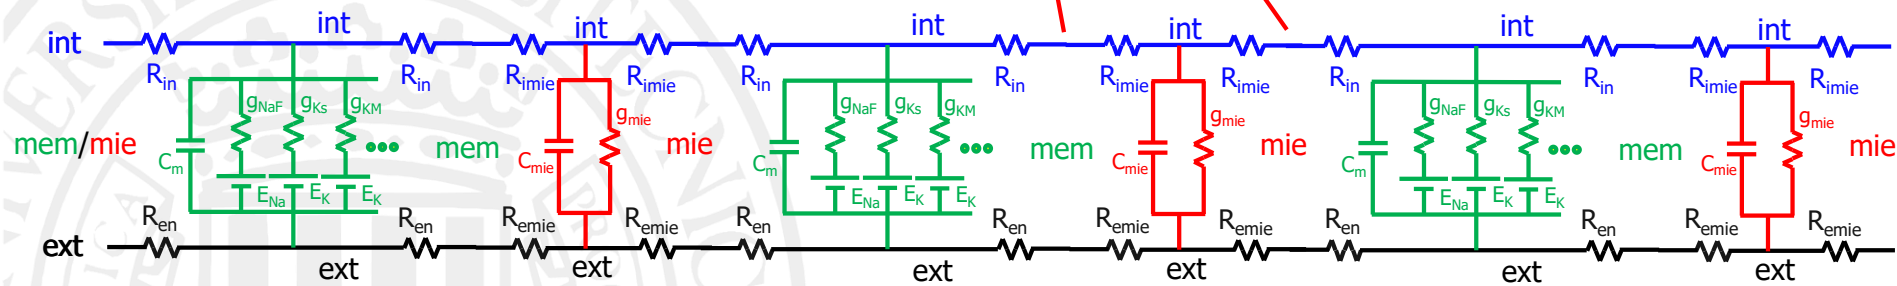 int int int int int int int
R_in R_in R_imie R_imie R_in R_in R_imie R_imie R_in R_in R_imie R_imie
g_NaF g_Ks g_KM g_mie g_NaF g_Ks g_KM g_mie g_NaF g_Ks g_KM g_mie
mem/mie C_m mem C_mie mie C_m mem C_mie mie C_m mem C_mie mie
E_Na E_K E_K E_Na E_K E_K E_Na E_K E_K
R_en R_en R_emie R_emie R_en R_en R_emie R_emie R_en R_en R_emie R_emie
ext ext ext ext ext ext ext